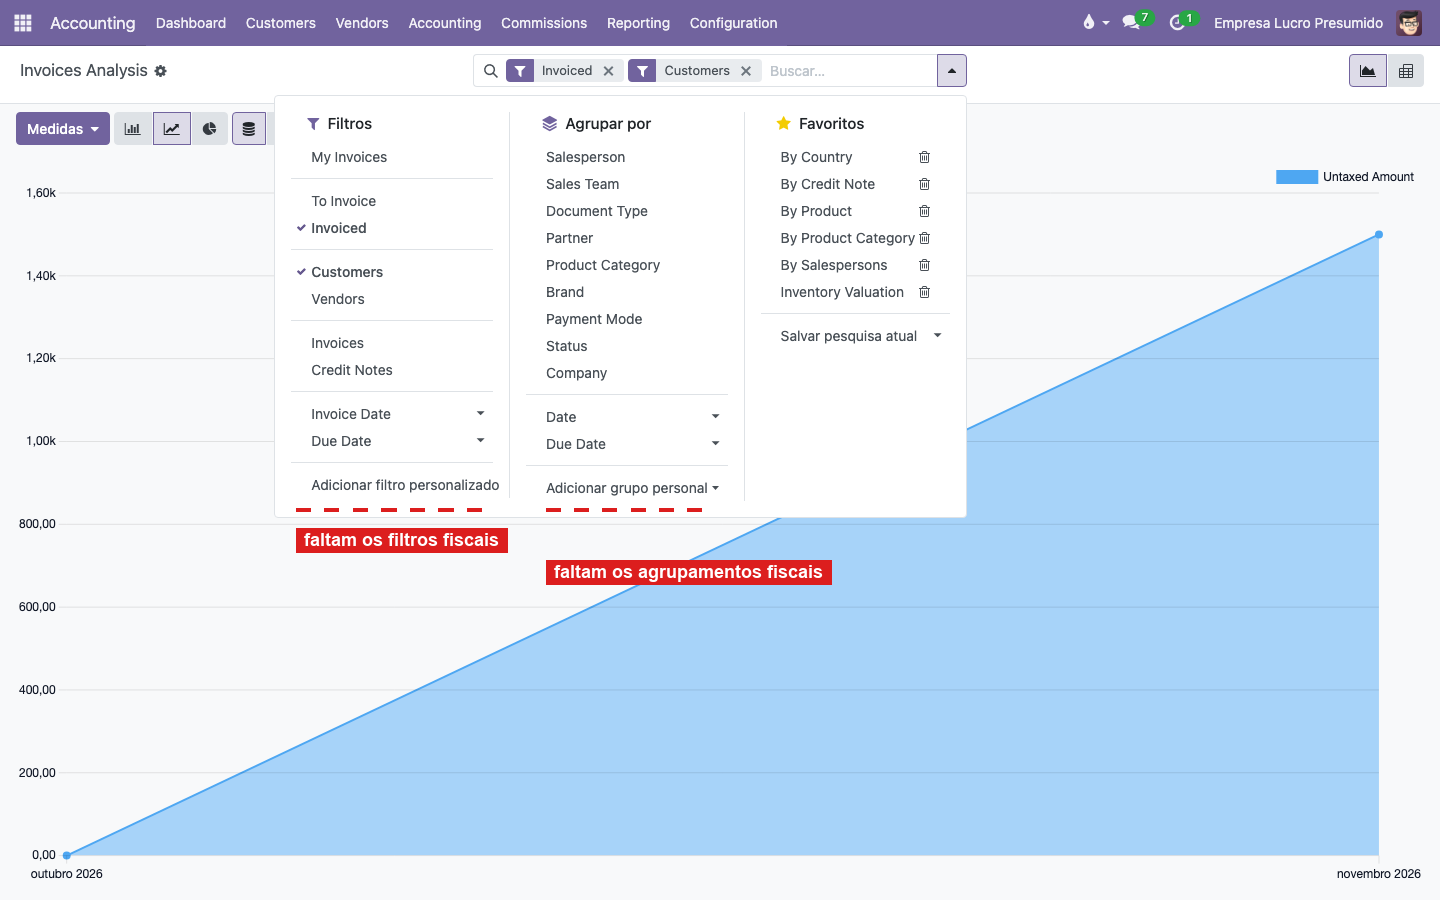 Accounting Dashboard Customers Vendors Accounting Commissions Reporting Configuration 7 1 Empresa Lucro Presumido
Invoices Analysis Invoiced Customers Buscar...
Medidas
Filtros
My Invoices
To Invoice
Invoiced
Customers
Vendors
Invoices
Credit Notes
Invoice Date
Due Date
Adicionar filtro personalizado
Agrupar por
Salesperson
Sales Team
Document Type
Partner
Product Category
Brand
Payment Mode
Status
Company
Date
Due Date
Adicionar grupo personal
Favoritos
By Country
By Credit Note
By Product
By Product Category
By Salespersons
Inventory Valuation
Salvar pesquisa atual
faltam os filtros fiscais
faltam os agrupamentos fiscais
Untaxed Amount
1,60k
1,40k
1,20k
1,00k
800,00
600,00
400,00
200,00
0,00
outubro 2026 novembro 2026